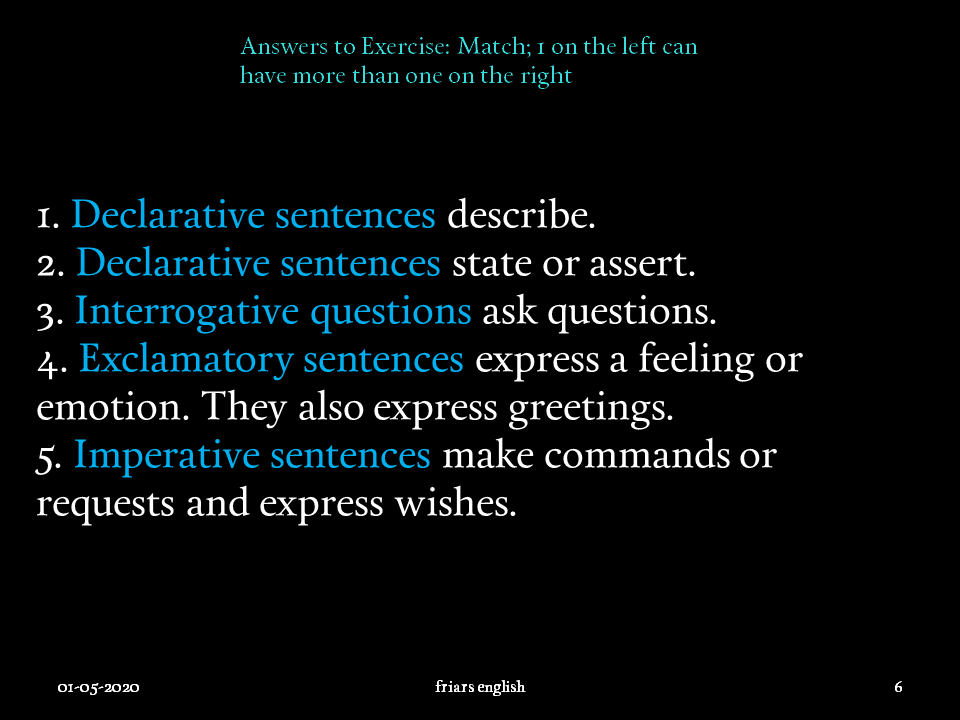 Answers to Exercise: Match; 1 on the left can
have more than one on the right
1. Declarative sentences describe.
2. Declarative sentences state or assert.
3. Interrogative questions ask questions.
4. Exclamatory sentences express a feeling or
emotion. They also express greetings.
5. Imperative sentences make commands or
requests and express wishes.
01-05-2020 friars english 6